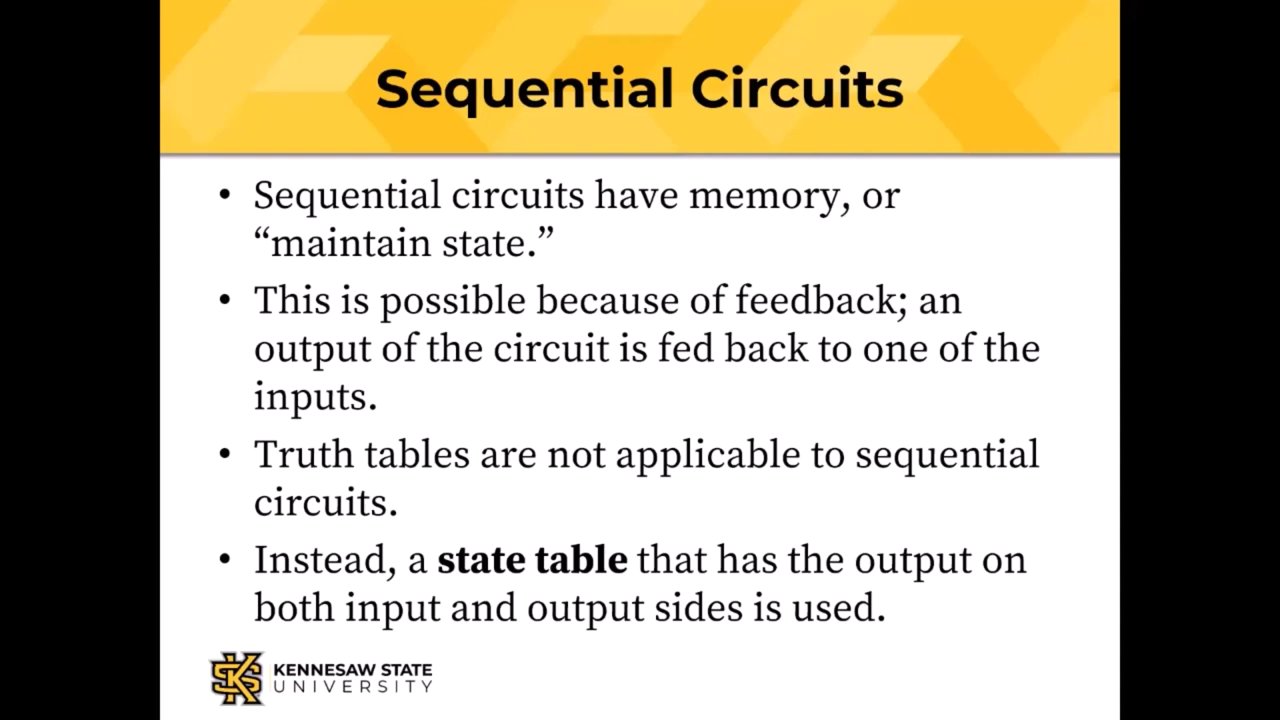 Sequential Circuits
• Sequential circuits have memory, or
“maintain state.”
• This is possible because of feedback; an
output of the circuit is fed back to one of the
inputs.
• Truth tables are not applicable to sequential
circuits.
• Instead, a state table that has the output on
both input and output sides is used.
KENNESAW STATE
UNIVERSITY